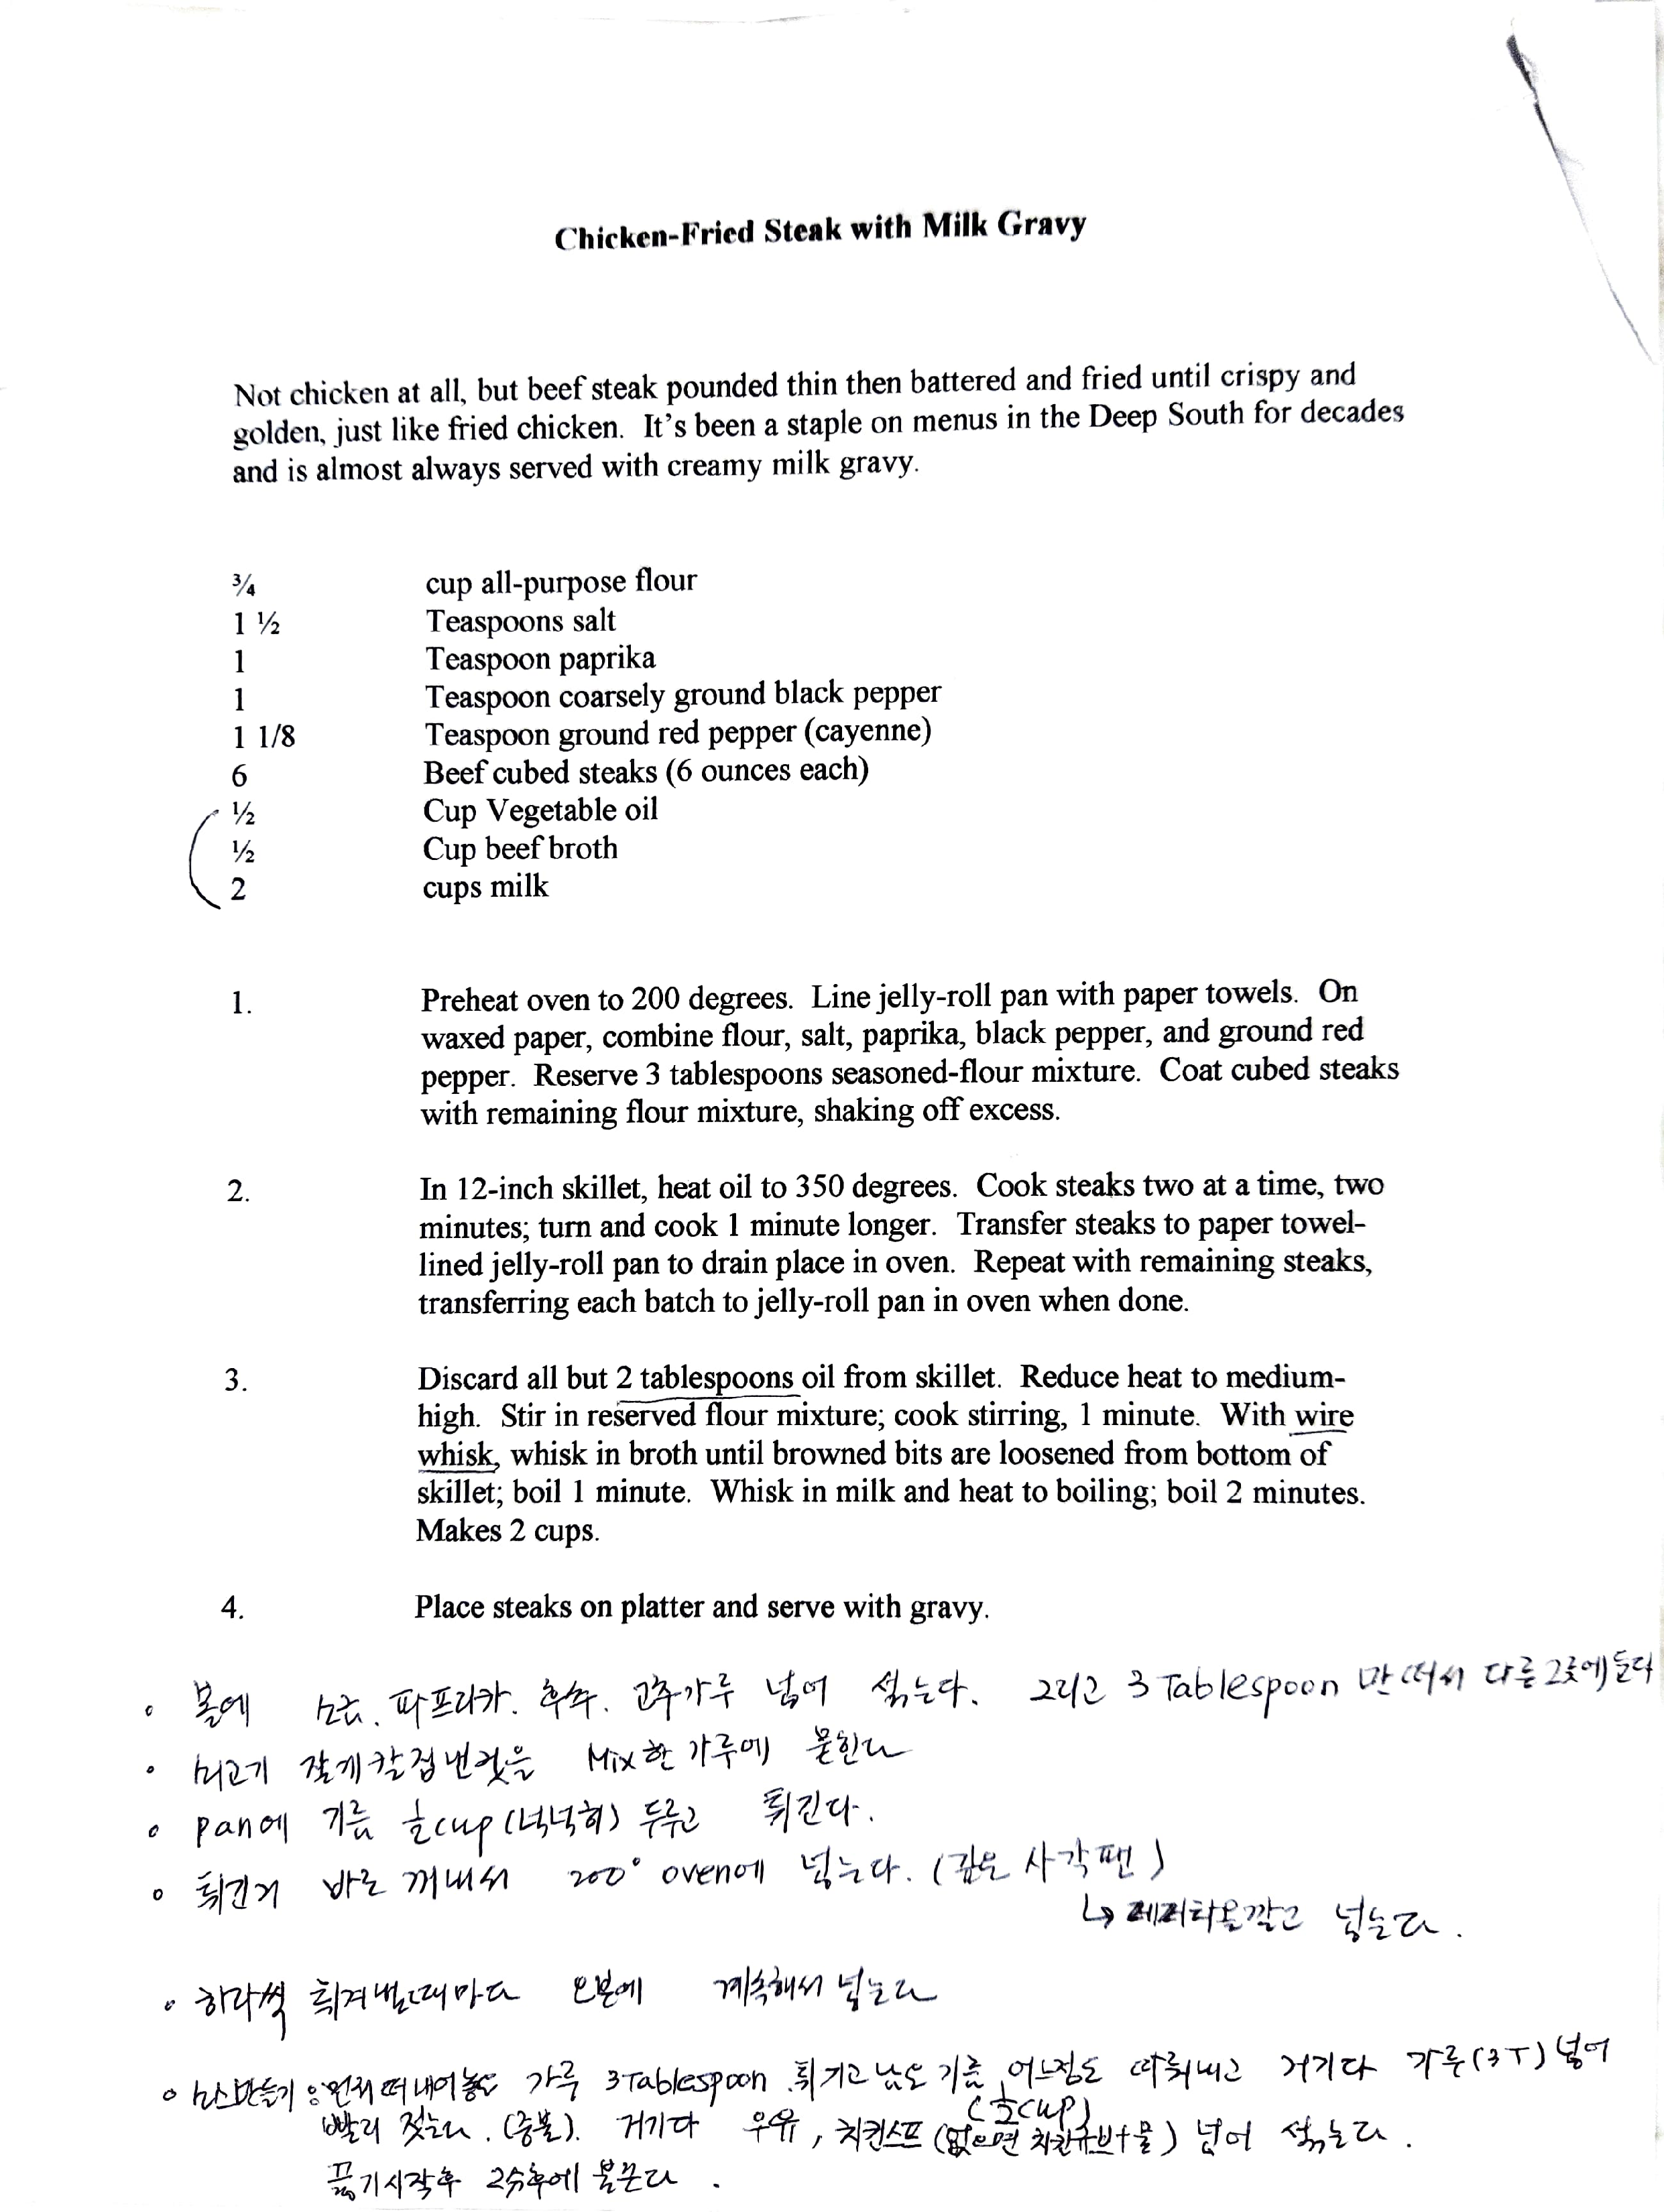 Chicken-Fried Steak with Milk Gravy
Not chicken at all, but beef steak pounded thin then battered and fried until crispy and
golden, just like fried chicken. It's been a staple on menus in the Deep South for decades
and is almost always served with creamy milk gravy.
¾ cup all-purpose flour
1 ½ Teaspoons salt
1 Teaspoon paprika
1 Teaspoon coarsely ground black pepper
1 1/8 Teaspoon ground red pepper (cayenne)
6 Beef cubed steaks (6 ounces each)
½ Cup Vegetable oil
½ Cup beef broth
2 cups milk
1. Preheat oven to 200 degrees. Line jelly-roll pan with paper towels. On
waxed paper, combine flour, salt, paprika, black pepper, and ground red
pepper. Reserve 3 tablespoons seasoned-flour mixture. Coat cubed steaks
with remaining flour mixture, shaking off excess.
2. In 12-inch skillet, heat oil to 350 degrees. Cook steaks two at a time, two
minutes; turn and cook 1 minute longer. Transfer steaks to paper towel-
lined jelly-roll pan to drain place in oven. Repeat with remaining steaks,
transferring each batch to jelly-roll pan in oven when done.
3. Discard all but 2 tablespoons oil from skillet. Reduce heat to medium-
high. Stir in reserved flour mixture; cook stirring, 1 minute. With wire
whisk, whisk in broth until browned bits are loosened from bottom of
skillet; boil 1 minute. Whisk in milk and heat to boiling; boil 2 minutes.
Makes 2 cups.
4. Place steaks on platter and serve with gravy.
◦ 볼에 소금. 파프리카. 후추. 고추가루 넣어 섞는다. 그리고 3 Tablespoon 만 떠서 다른 그릇에 둔다
◦ 쇠고기 잘게 칼집 낸것을 Mix한 가루에 묻힌다
◦ pan에 기름 ½cup (넉넉히) 두루고 튀긴다.
◦ 튀긴거 바로 꺼내서 200° oven에 넣는다. (깊은 사각팬)
↳ 페퍼타올깔고 넣는다.
◦ 하나씩 튀겨낼때마다 오븐에 계속해서 넣는다
◦ 소스만들기 : 먼저 떠내어놓은 가루 3Tablespoon 튀기고 남은 기름 어느정도 따뤄내고 거기다 가루(3T) 넣어
(½cup)
빨리 젓는다. (중불). 거기다 우유, 치킨스프 (없으면 치킨큐브+물) 넣어 섞는다.
끓기시작후 2분후에 불끈다.